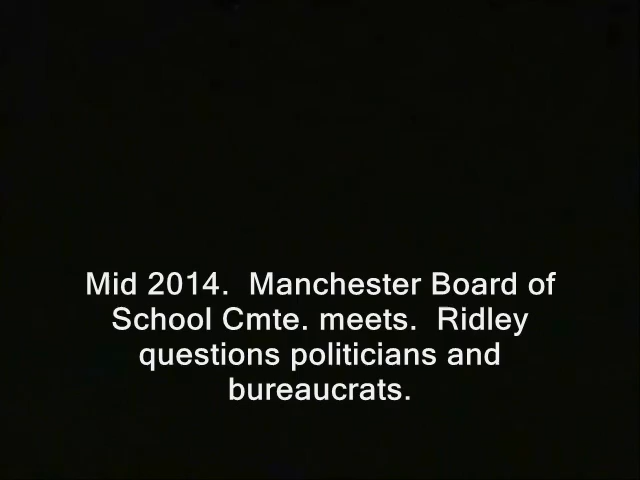 Mid 2014.  Manchester Board of
School Cmte. meets.  Ridley
questions politicians and
bureaucrats.